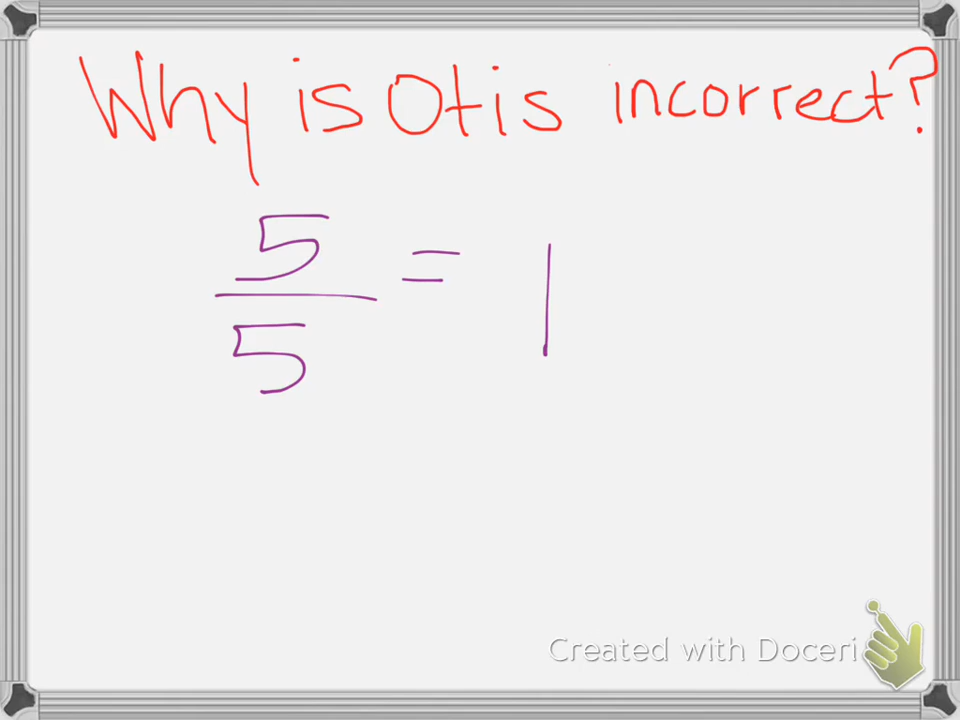 Why is Otis incorrect?
5/5 = 1
Created with Doceri